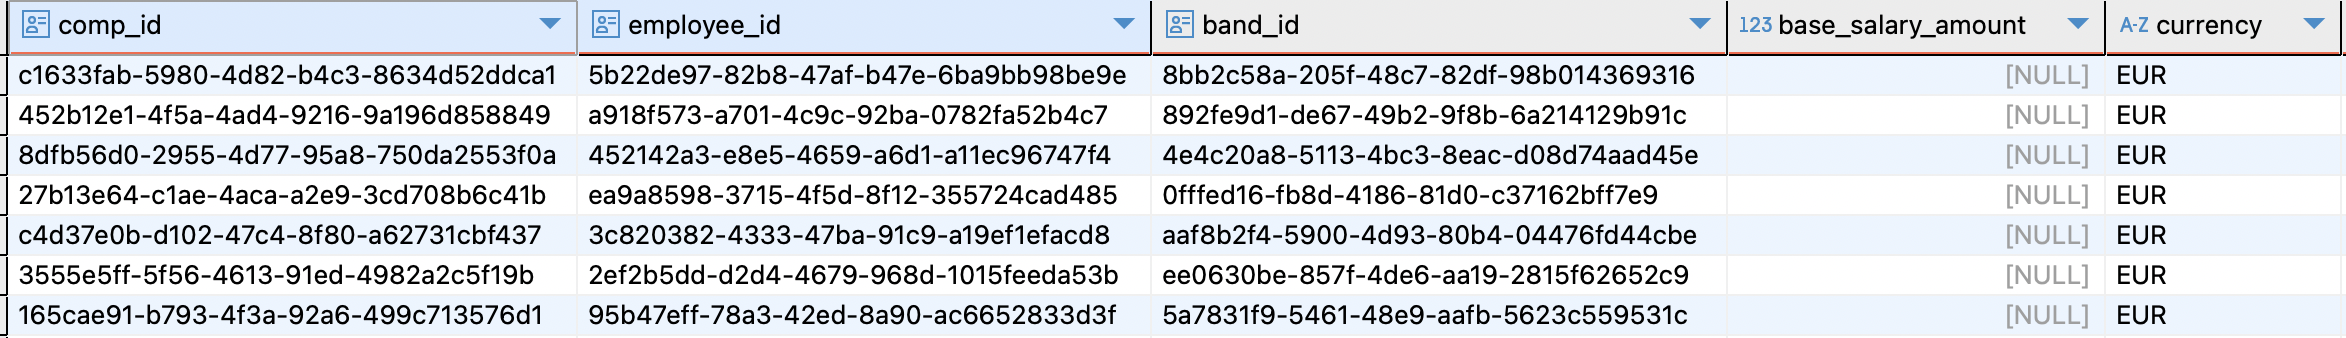 comp_id employee_id band_id 123 base_salary_amount A-Z currency
c1633fab-5980-4d82-b4c3-8634d52ddca1 5b22de97-82b8-47af-b47e-6ba9bb98be9e 8bb2c58a-205f-48c7-82df-98b014369316 [NULL] EUR
452b12e1-4f5a-4ad4-9216-9a196d858849 a918f573-a701-4c9c-92ba-0782fa52b4c7 892fe9d1-de67-49b2-9f8b-6a214129b91c [NULL] EUR
8dfb56d0-2955-4d77-95a8-750da2553f0a 452142a3-e8e5-4659-a6d1-a11ec96747f4 4e4c20a8-5113-4bc3-8eac-d08d74aad45e [NULL] EUR
27b13e64-c1ae-4aca-a2e9-3cd708b6c41b ea9a8598-3715-4f5d-8f12-355724cad485 0fffed16-fb8d-4186-81d0-c37162bff7e9 [NULL] EUR
c4d37e0b-d102-47c4-8f80-a62731cbf437 3c820382-4333-47ba-91c9-a19ef1efacd8 aaf8b2f4-5900-4d93-80b4-04476fd44cbe [NULL] EUR
3555e5ff-5f56-4613-91ed-4982a2c5f19b 2ef2b5dd-d2d4-4679-968d-1015feeda53b ee0630be-857f-4de6-aa19-2815f62652c9 [NULL] EUR
165cae91-b793-4f3a-92a6-499c713576d1 95b47eff-78a3-42ed-8a90-ac6652833d3f 5a7831f9-5461-48e9-aafb-5623c559531c [NULL] EUR